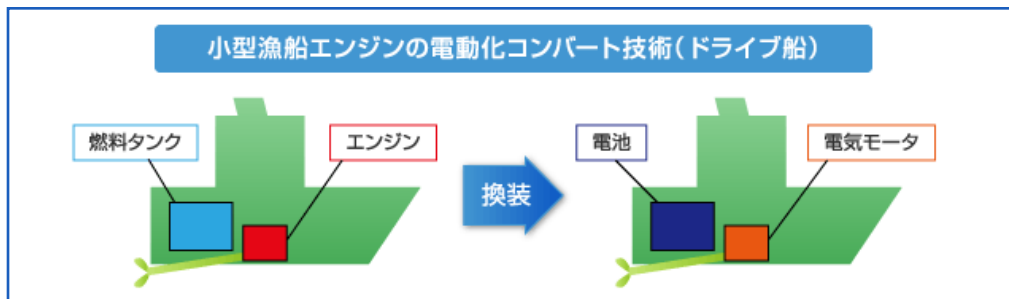 小型漁船エンジンの電動化コンバート技術(ドライブ船)
燃料タンク
エンジン
換装
電池
電気モータ